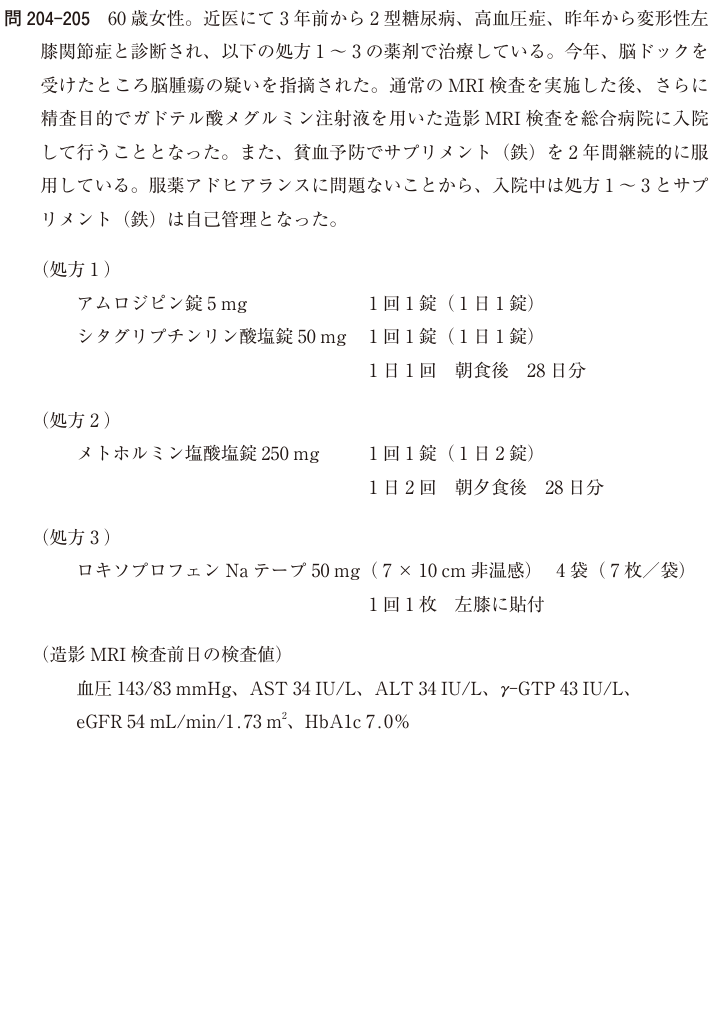 問204-205 60歳女性。近医にて3年前から2型糖尿病、高血圧症、昨年から変形性左
膝関節症と診断され、以下の処方1～3の薬剤で治療している。今年、脳ドックを
受けたところ脳腫瘍の疑いを指摘された。通常のMRI検査を実施した後、さらに
精査目的でガドテル酸メグルミン注射液を用いた造影MRI検査を総合病院に入院
して行うこととなった。また、貧血予防でサプリメント（鉄）を2年間継続的に服
用している。服薬アドヒアランスに問題ないことから、入院中は処方1～3とサプ
リメント（鉄）は自己管理となった。
（処方1）
アムロジピン錠5 mg 1回1錠（1日1錠）
シタグリプチンリン酸塩錠50 mg 1回1錠（1日1錠）
1日1回 朝食後 28日分
（処方2）
メトホルミン塩酸塩錠250 mg 1回1錠（1日2錠）
1日2回 朝夕食後 28日分
（処方3）
ロキソプロフェンNaテープ50 mg（7×10 cm非温感） 4袋（7枚／袋）
1回1枚 左膝に貼付
（造影MRI検査前日の検査値）
血圧143/83 mmHg、AST 34 IU/L、ALT 34 IU/L、γ-GTP 43 IU/L、
eGFR 54 mL/min/1.73 m²、HbA1c 7.0%